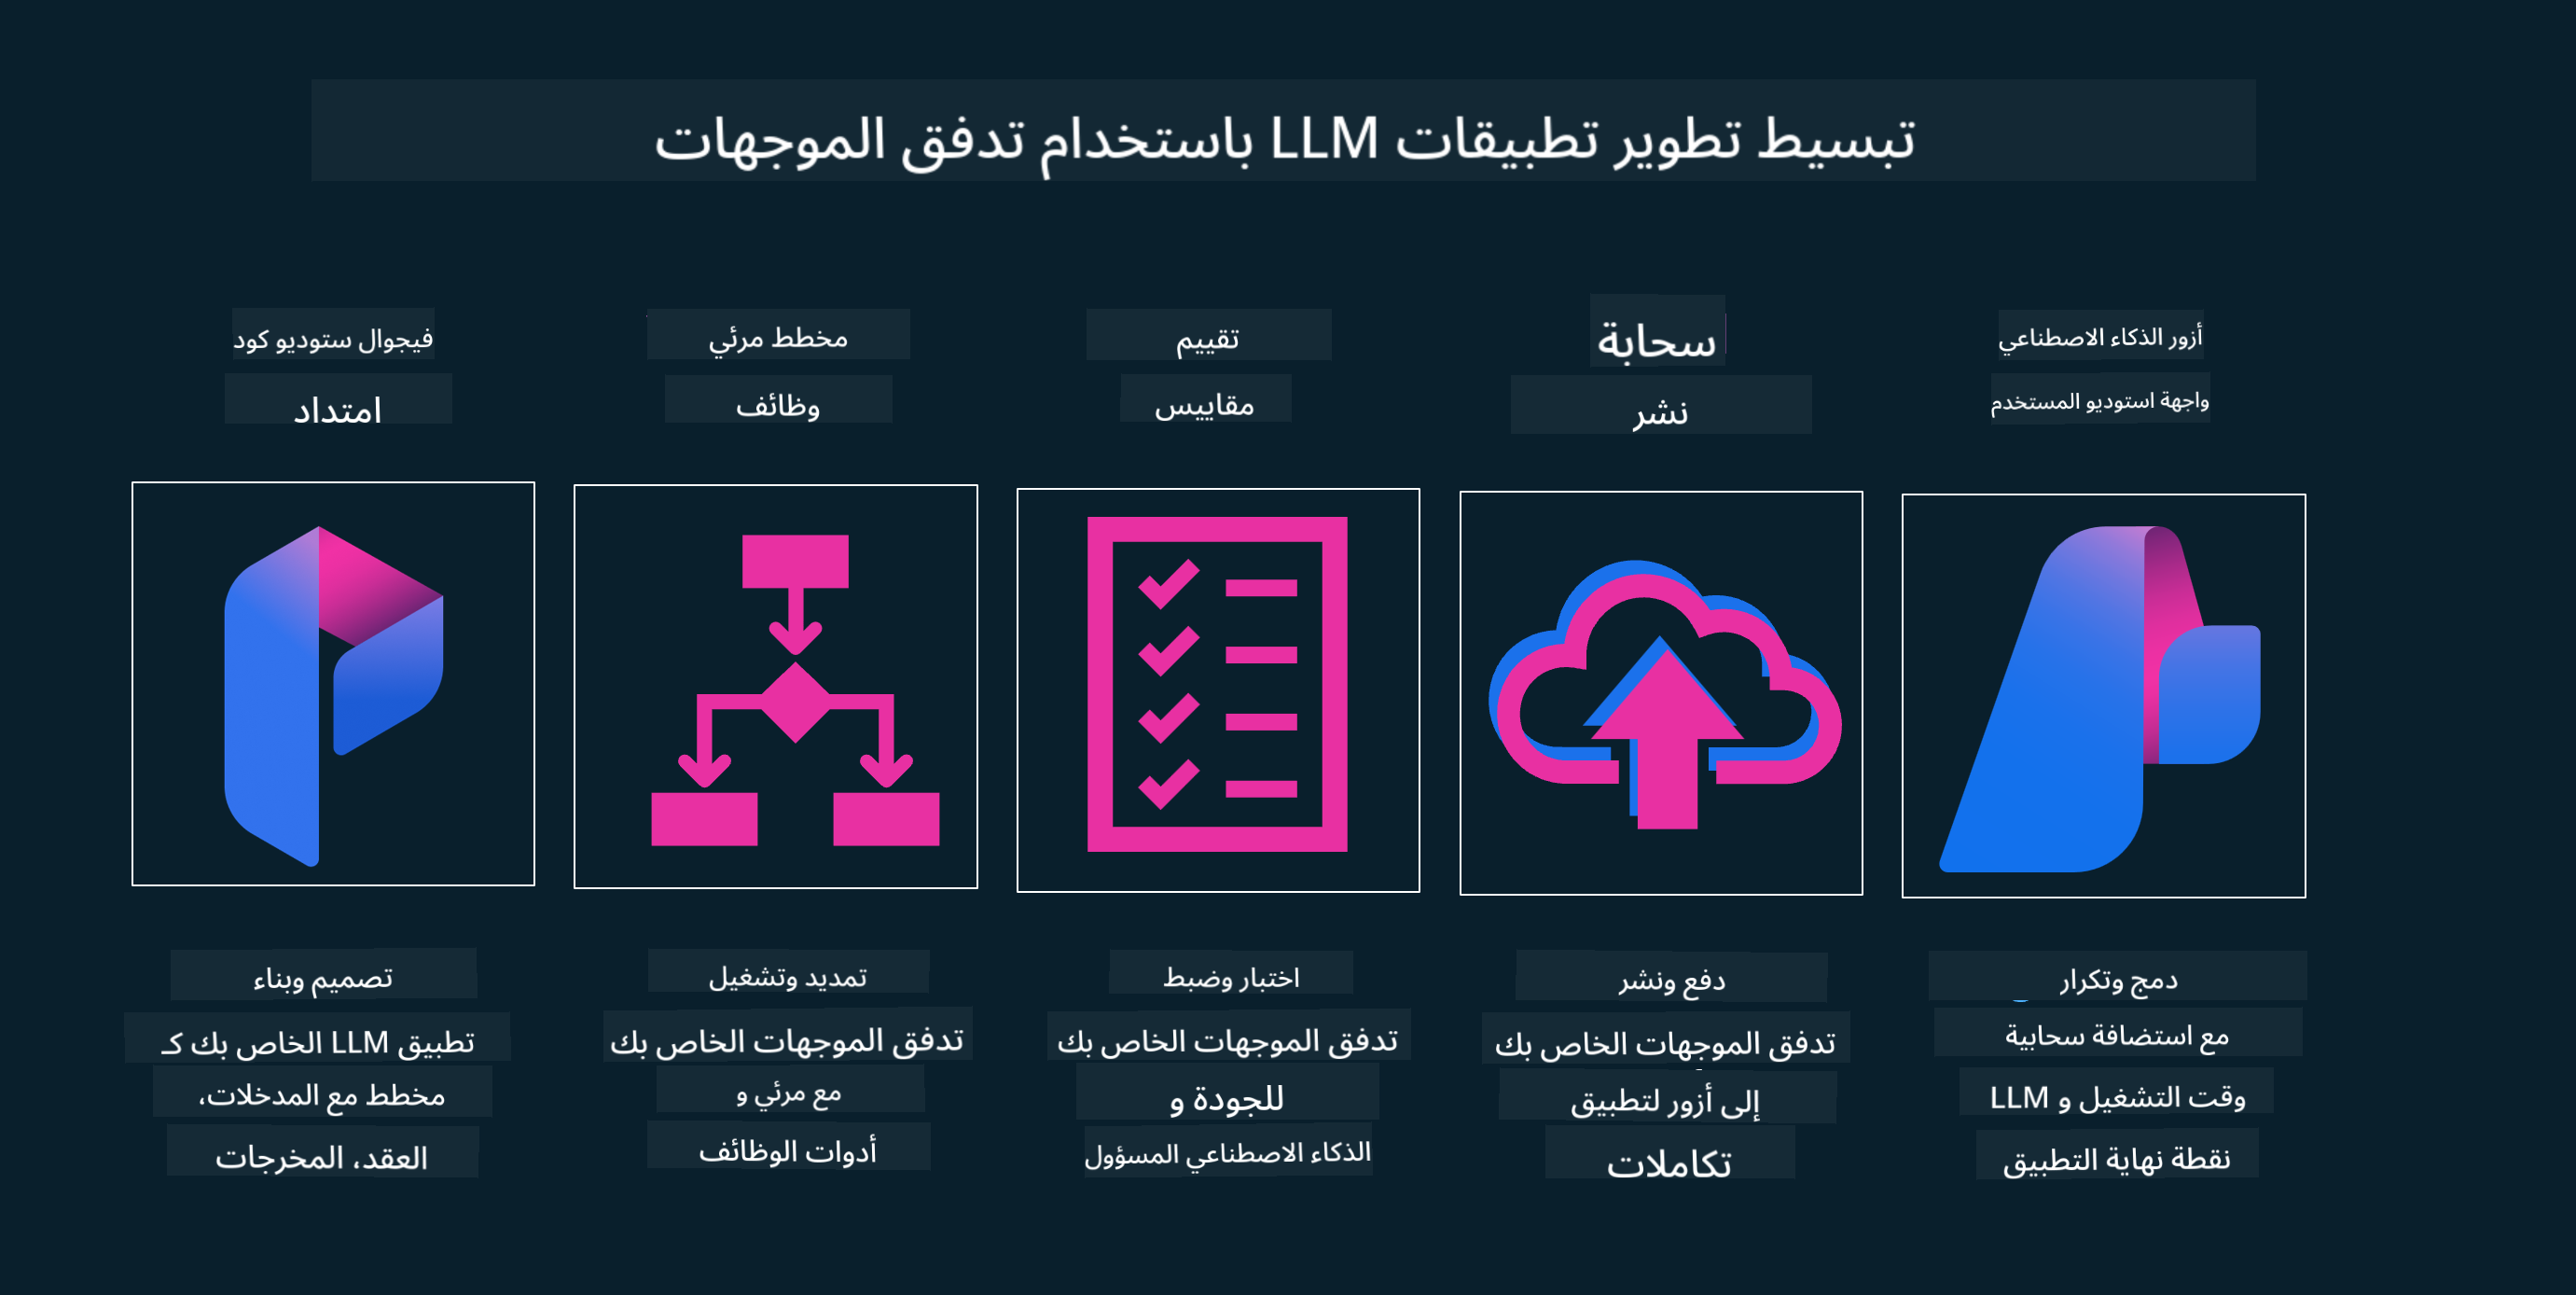 تبسيط تطوير تطبيقات LLM باستخدام تدفق الموجهات
فيجوال ستوديو كود
امتداد
مخطط مرئي
وظائف
تقييم
مقاييس
سحابة
نشر
أزور الذكاء الاصطناعي
واجهة استوديو المستخدم
تصميم وبناء
تطبيق LLM الخاص بك كـ
مخطط مع المدخلات،
العقد، المخرجات
تمديد وتشغيل
تدفق الموجهات الخاص بك
مع مرئي و
أدوات الوظائف
اختبار وضبط
تدفق الموجهات الخاص بك
للجودة و
الذكاء الاصطناعي المسؤول
دفع ونشر
تدفق الموجهات الخاص بك
إلى أزور لتطبيق
تكاملات
دمج وتكرار
مع استضافة سحابية
وقت التشغيل و LLM
نقطة نهاية التطبيق